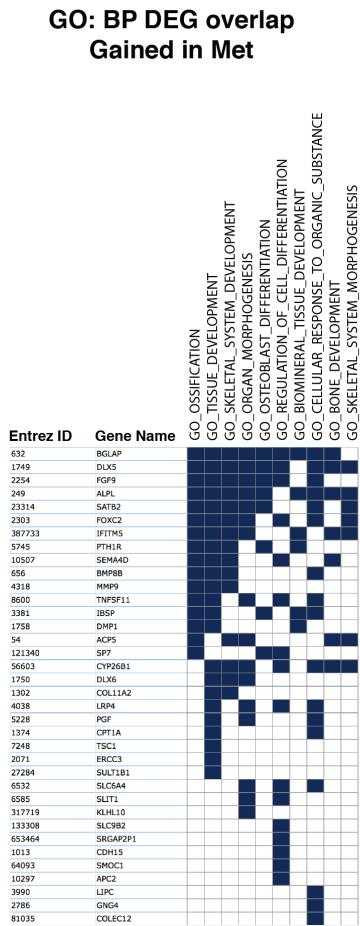 GO: BP DEG overlap
Gained in Met
GO_OSSIFICATION
GO_TISSUE_DEVELOPMENT
GO_SKELETAL_SYSTEM_DEVELOPMENT
GO_ORGAN_MORPHOGENESIS
GO_OSTEOBLAST_DIFFERENTIATION
GO_REGULATION_OF_CELL_DIFFERENTIATION
GO_BIOMINERAL_TISSUE_DEVELOPMENT
GO_CELLULAR_RESPONSE_TO_ORGANIC_SUBSTANCE
GO_BONE_DEVELOPMENT
GO_SKELETAL_SYSTEM_MORPHOGENESIS
Entrez ID Gene Name
632 BGLAP
1749 DLX5
2254 FGF9
249 ALPL
23314 SATB2
2303 FOXC2
387733 IFITM5
5745 PTH1R
10507 SEMA4D
656 BMP8B
4318 MMP9
8600 TNFSF11
3381 IBSP
1758 DMP1
54 ACP5
121340 SP7
56603 CYP26B1
1750 DLX6
1302 COL11A2
4038 LRP4
5228 PGF
1374 CPT1A
7248 TSC1
2071 ERCC3
27284 SULT1B1
6532 SLC6A4
6585 SLIT1
317719 KLHL10
133308 SLC9B2
653464 SRGAP2P1
1013 CDH15
64093 SMOC1
10297 APC2
3990 LIPC
2786 GNG4
81035 COLEC12